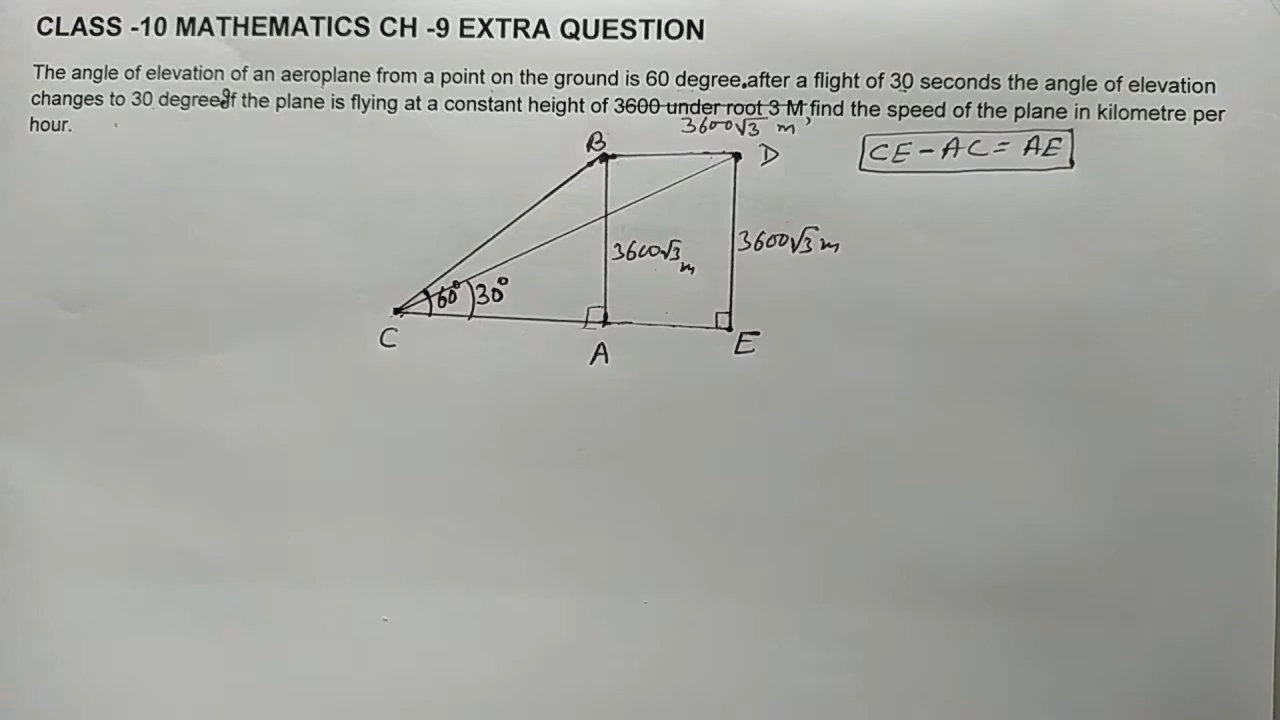 CLASS -10 MATHEMATICS CH -9 EXTRA QUESTION
The angle of elevation of an aeroplane from a point on the ground is 60 degree.after a flight of 30 seconds the angle of elevation
changes to 30 degree.If the plane is flying at a constant height of 3600 under root 3 M,find the speed of the plane in kilometre per
hour.
3600√3 m,
B
D
CE - AC = AE
3600√3 m
3600√3 m
60° 30°
C
A
E